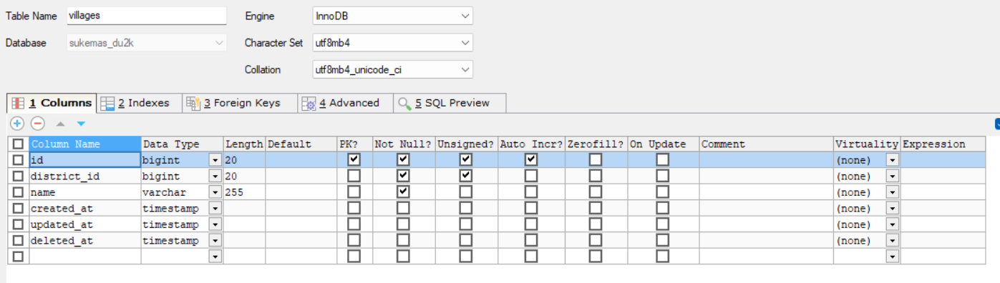 Table Name villages Engine InnoDB
Database sukemas_du2k Character Set utf8mb4
Collation utf8mb4_unicode_ci
1 Columns 2 Indexes 3 Foreign Keys 4 Advanced 5 SQL Preview
Column Name Data Type Length Default PK? Not Null? Unsigned? Auto Incr? Zerofill? On Update Comment Virtuality Expression
id bigint 20 (none)
district_id bigint 20 (none)
name varchar 255 (none)
created_at timestamp (none)
updated_at timestamp (none)
deleted_at timestamp (none)